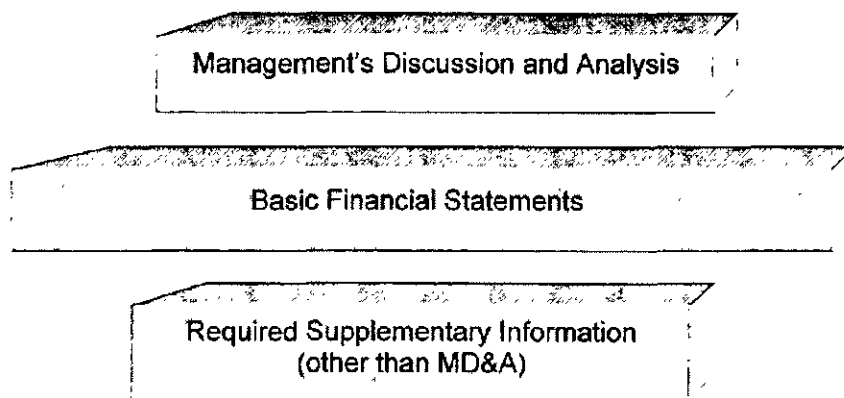 Management's Discussion and Analysis
Basic Financial Statements
Required Supplementary Information
(other than MD&A)